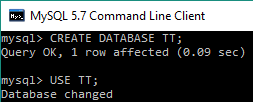 MySQL 5.7 Command Line Client
mysql> CREATE DATABASE TT;
Query OK, 1 row affected (0.09 sec)
mysql> USE TT;
Database changed